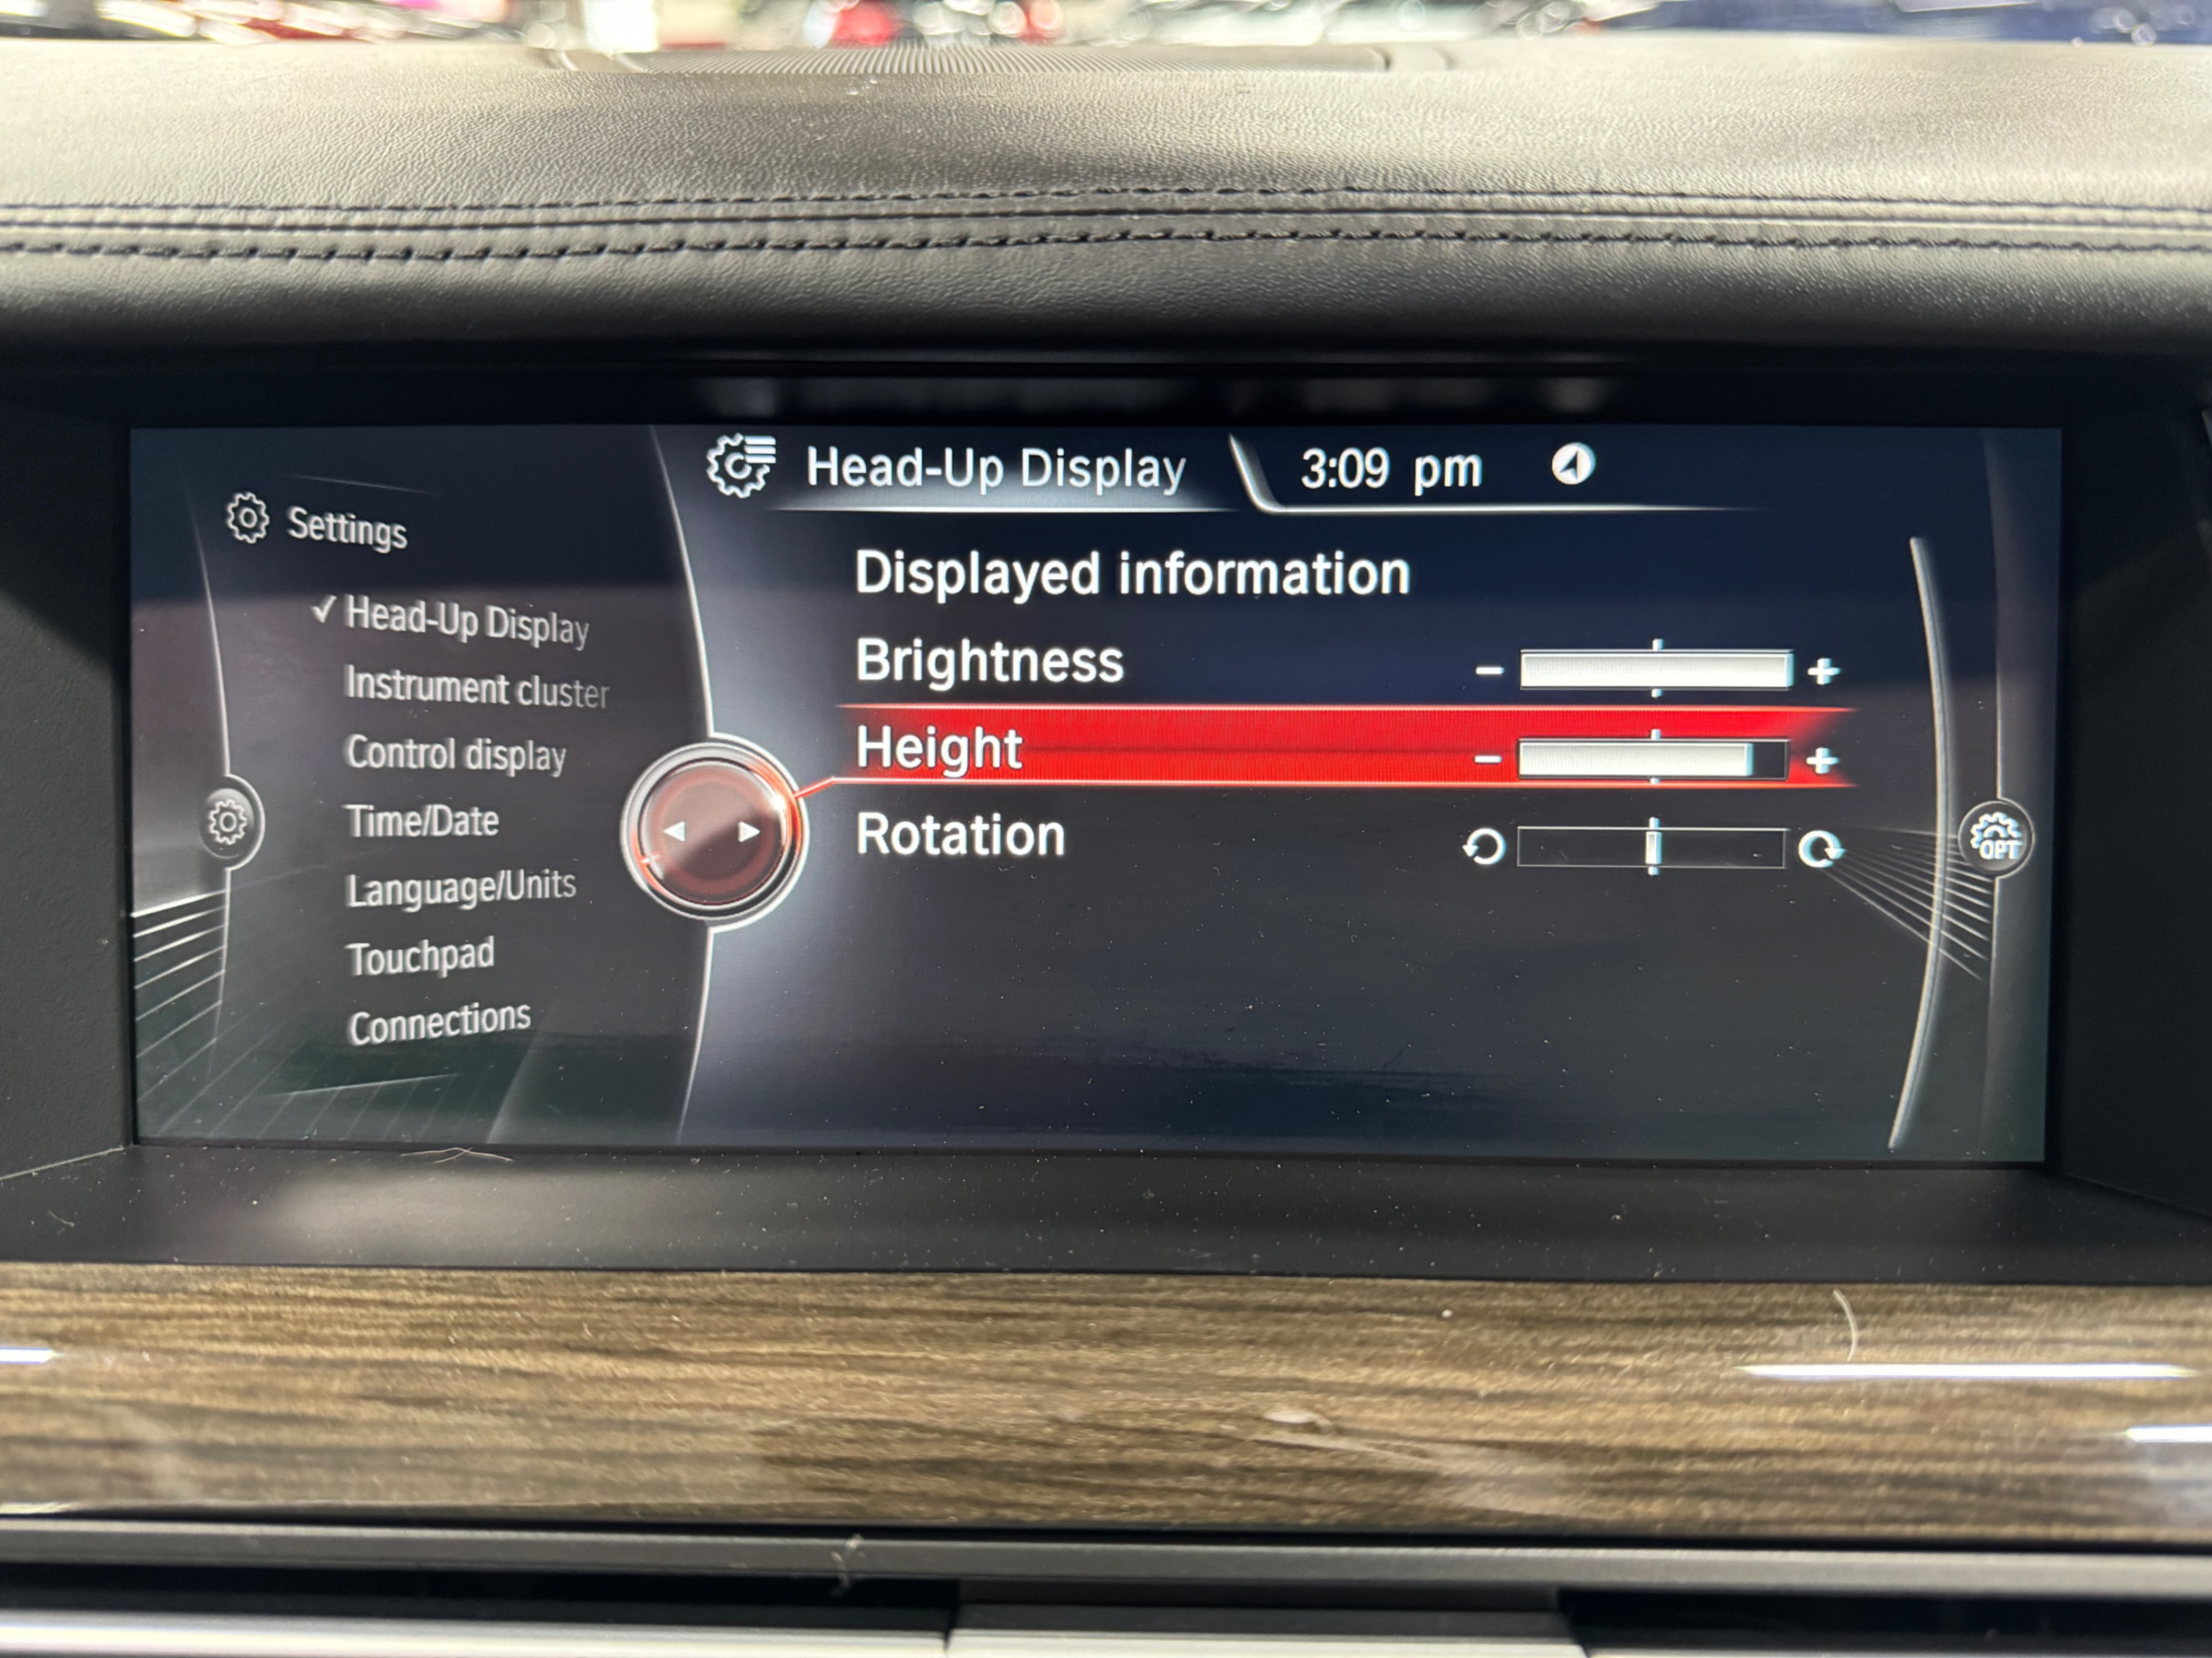 Head-Up Display
3:09 pm
Settings
✓ Head-Up Display
Instrument cluster
Control display
Time/Date
Language/Units
Touchpad
Connections
Displayed information
Brightness - +
Height - +
Rotation
OPT